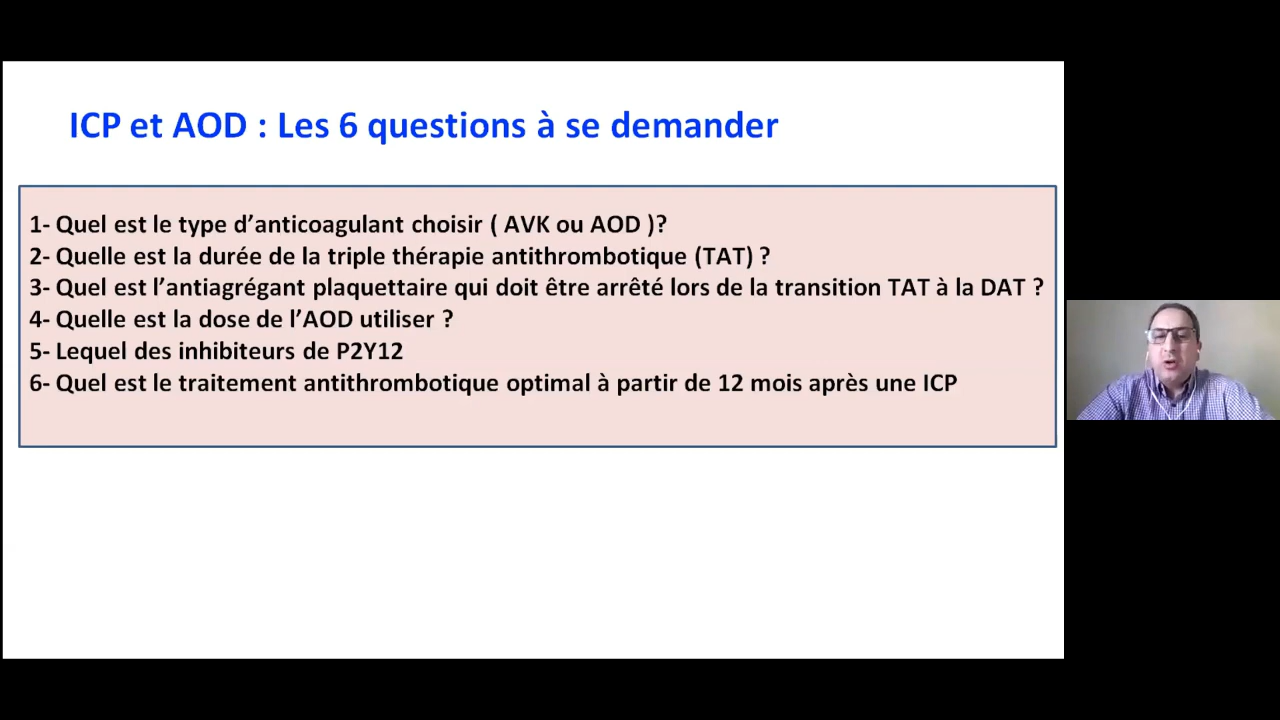 ICP et AOD : Les 6 questions à se demander
1- Quel est le type d’anticoagulant choisir ( AVK ou AOD )?
2- Quelle est la durée de la triple thérapie antithrombotique (TAT) ?
3- Quel est l’antiagrégant plaquettaire qui doit être arrêté lors de la transition TAT à la DAT ?
4- Quelle est la dose de l’AOD utiliser ?
5- Lequel des inhibiteurs de P2Y12
6- Quel est le traitement antithrombotique optimal à partir de 12 mois après une ICP